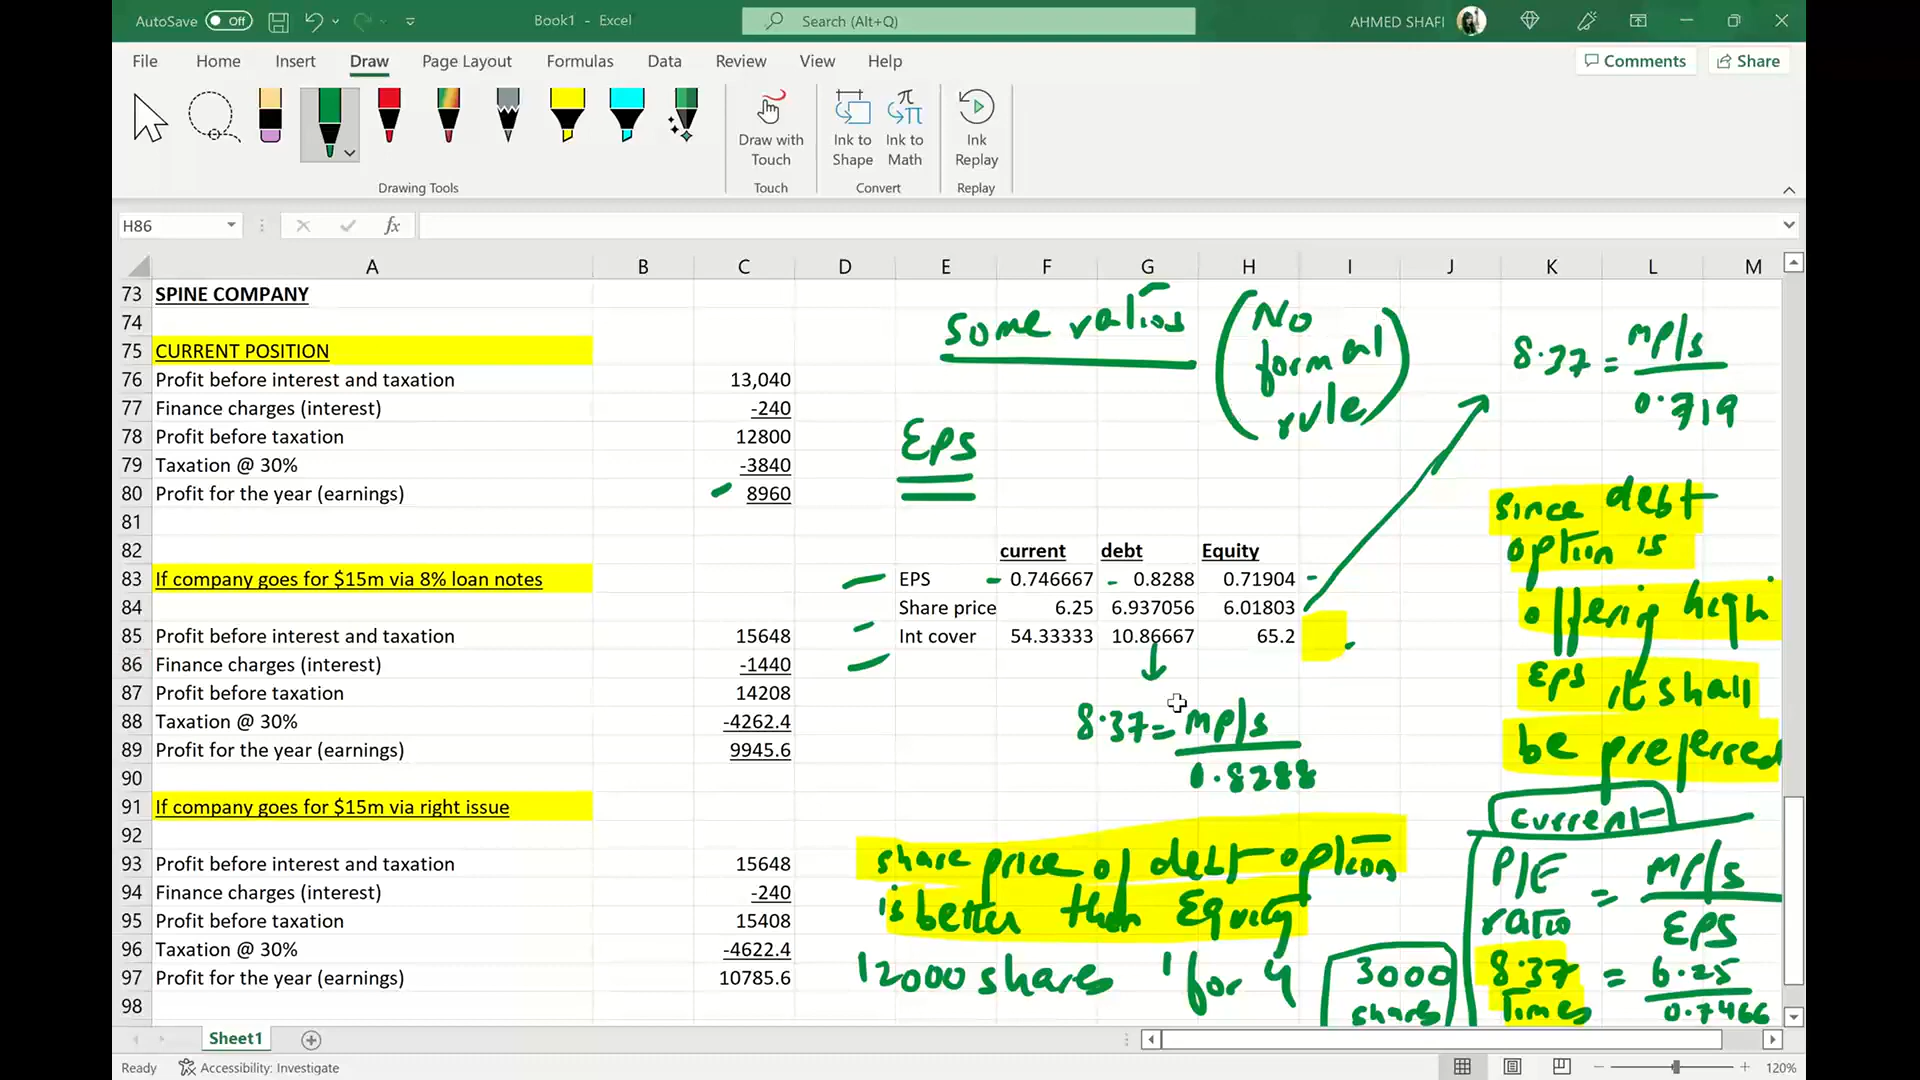 AutoSave Off
Book1 - Excel
Search (Alt+Q)
AHMED SHAFI
File Home Insert Draw Page Layout Formulas Data Review View Help
Comments Share
Draw with Touch
Ink to Shape
Ink to Math
Ink Replay
Drawing Tools Touch Convert Replay
H86 fx
A B C D E F G H I J K L M
73 SPINE COMPANY
74
75 CURRENT POSITION
76 Profit before interest and taxation 13,040
77 Finance charges (interest) -240
78 Profit before taxation 12800
79 Taxation @ 30% -3840
80 Profit for the year (earnings) 8960
81
82 current debt Equity
83 If company goes for $15m via 8% loan notes EPS 0.746667 0.8288 0.71904
84 Share price 6.25 6.937056 6.01803
85 Profit before interest and taxation 15648 Int cover 54.33333 10.86667 65.2
86 Finance charges (interest) -1440
87 Profit before taxation 14208
88 Taxation @ 30% -4262.4
89 Profit for the year (earnings) 9945.6
90
91 If company goes for $15m via right issue
92
93 Profit before interest and taxation 15648
94 Finance charges (interest) -240
95 Profit before taxation 15408
96 Taxation @ 30% -4622.4
97 Profit for the year (earnings) 10785.6
98
some ratios
(No
formal
rule)
EPS
8.37 = MP/s
0.719
since debt
option is
offering high
EPS it shall
be preferred
8.37 = MP/s
0.8288
share price of debt option
is better than Equity
12000 shares 1 for 4
3000
shares
current
P/E
ratio = MP/s
EPS
8.37 = 6.25
Times 0.7466
Sheet1
Ready Accessibility: Investigate
120%